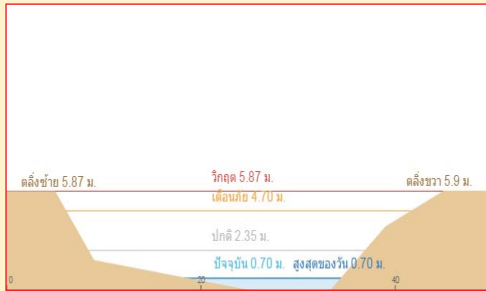 วิกฤต 5.87 ม.
ตลิ่งซ้าย 5.87 ม.
ตลิ่งขวา 5.9 ม.
เตือนภัย 4.70 ม.
ปกติ 2.35 ม.
ปัจจุบัน 0.70 ม. สูงสุดของวัน 0.70 ม.
0 20 40